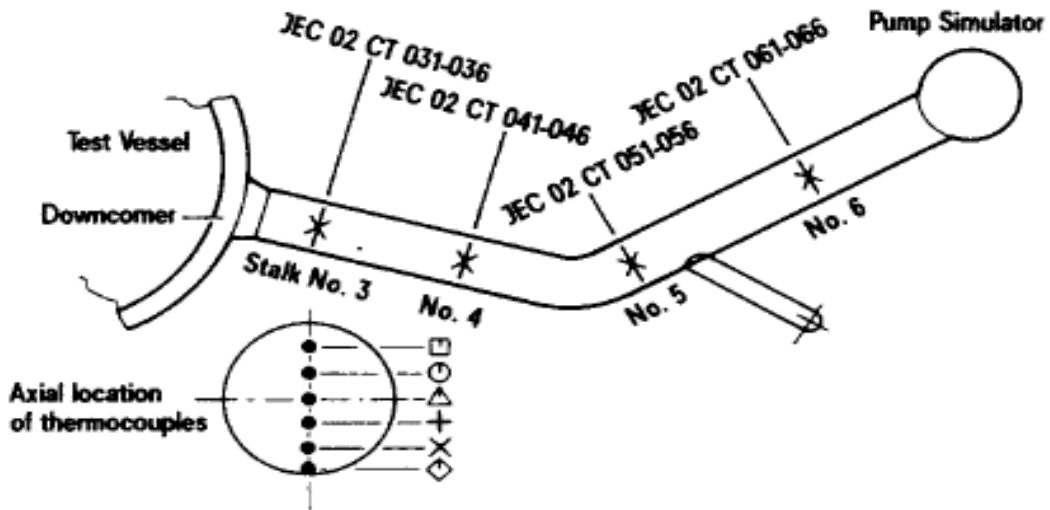 Pump Simulator
JEC 02 CT 031-036
JEC 02 CT 041-046
JEC 02 CT 051-056
JEC 02 CT 061-066
Test Vessel
Downcomer
Stalk No. 3
No. 4
No. 5
No. 6
Axial location
of thermocouples